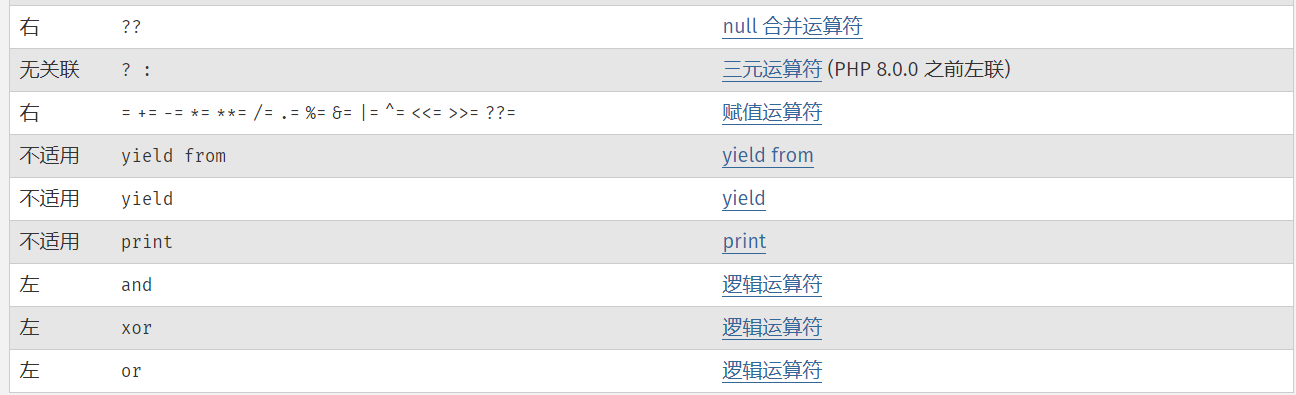 右 ?? null 合并运算符
无关联 ? : 三元运算符 (PHP 8.0.0 之前左联)
右 = += -= *= **= /= .= %= &= |= ^= <<= >>= ??= 赋值运算符
不适用 yield from yield from
不适用 yield yield
不适用 print print
左 and 逻辑运算符
左 xor 逻辑运算符
左 or 逻辑运算符